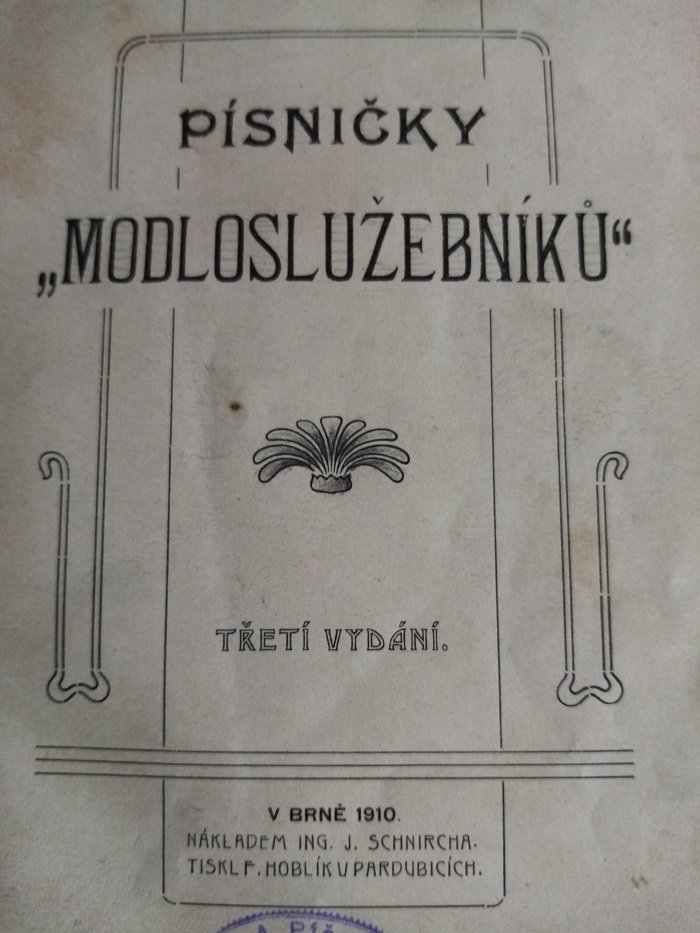 PÍSNIČKY
„MODLOSLUŽEBNÍKŮ“
TŘETÍ VYDÁNÍ.
V BRNĚ 1910.
NÁKLADEM ING. J. SCHNIRCHA.
TISKL F. HOBLÍK V PARDUBICÍCH.